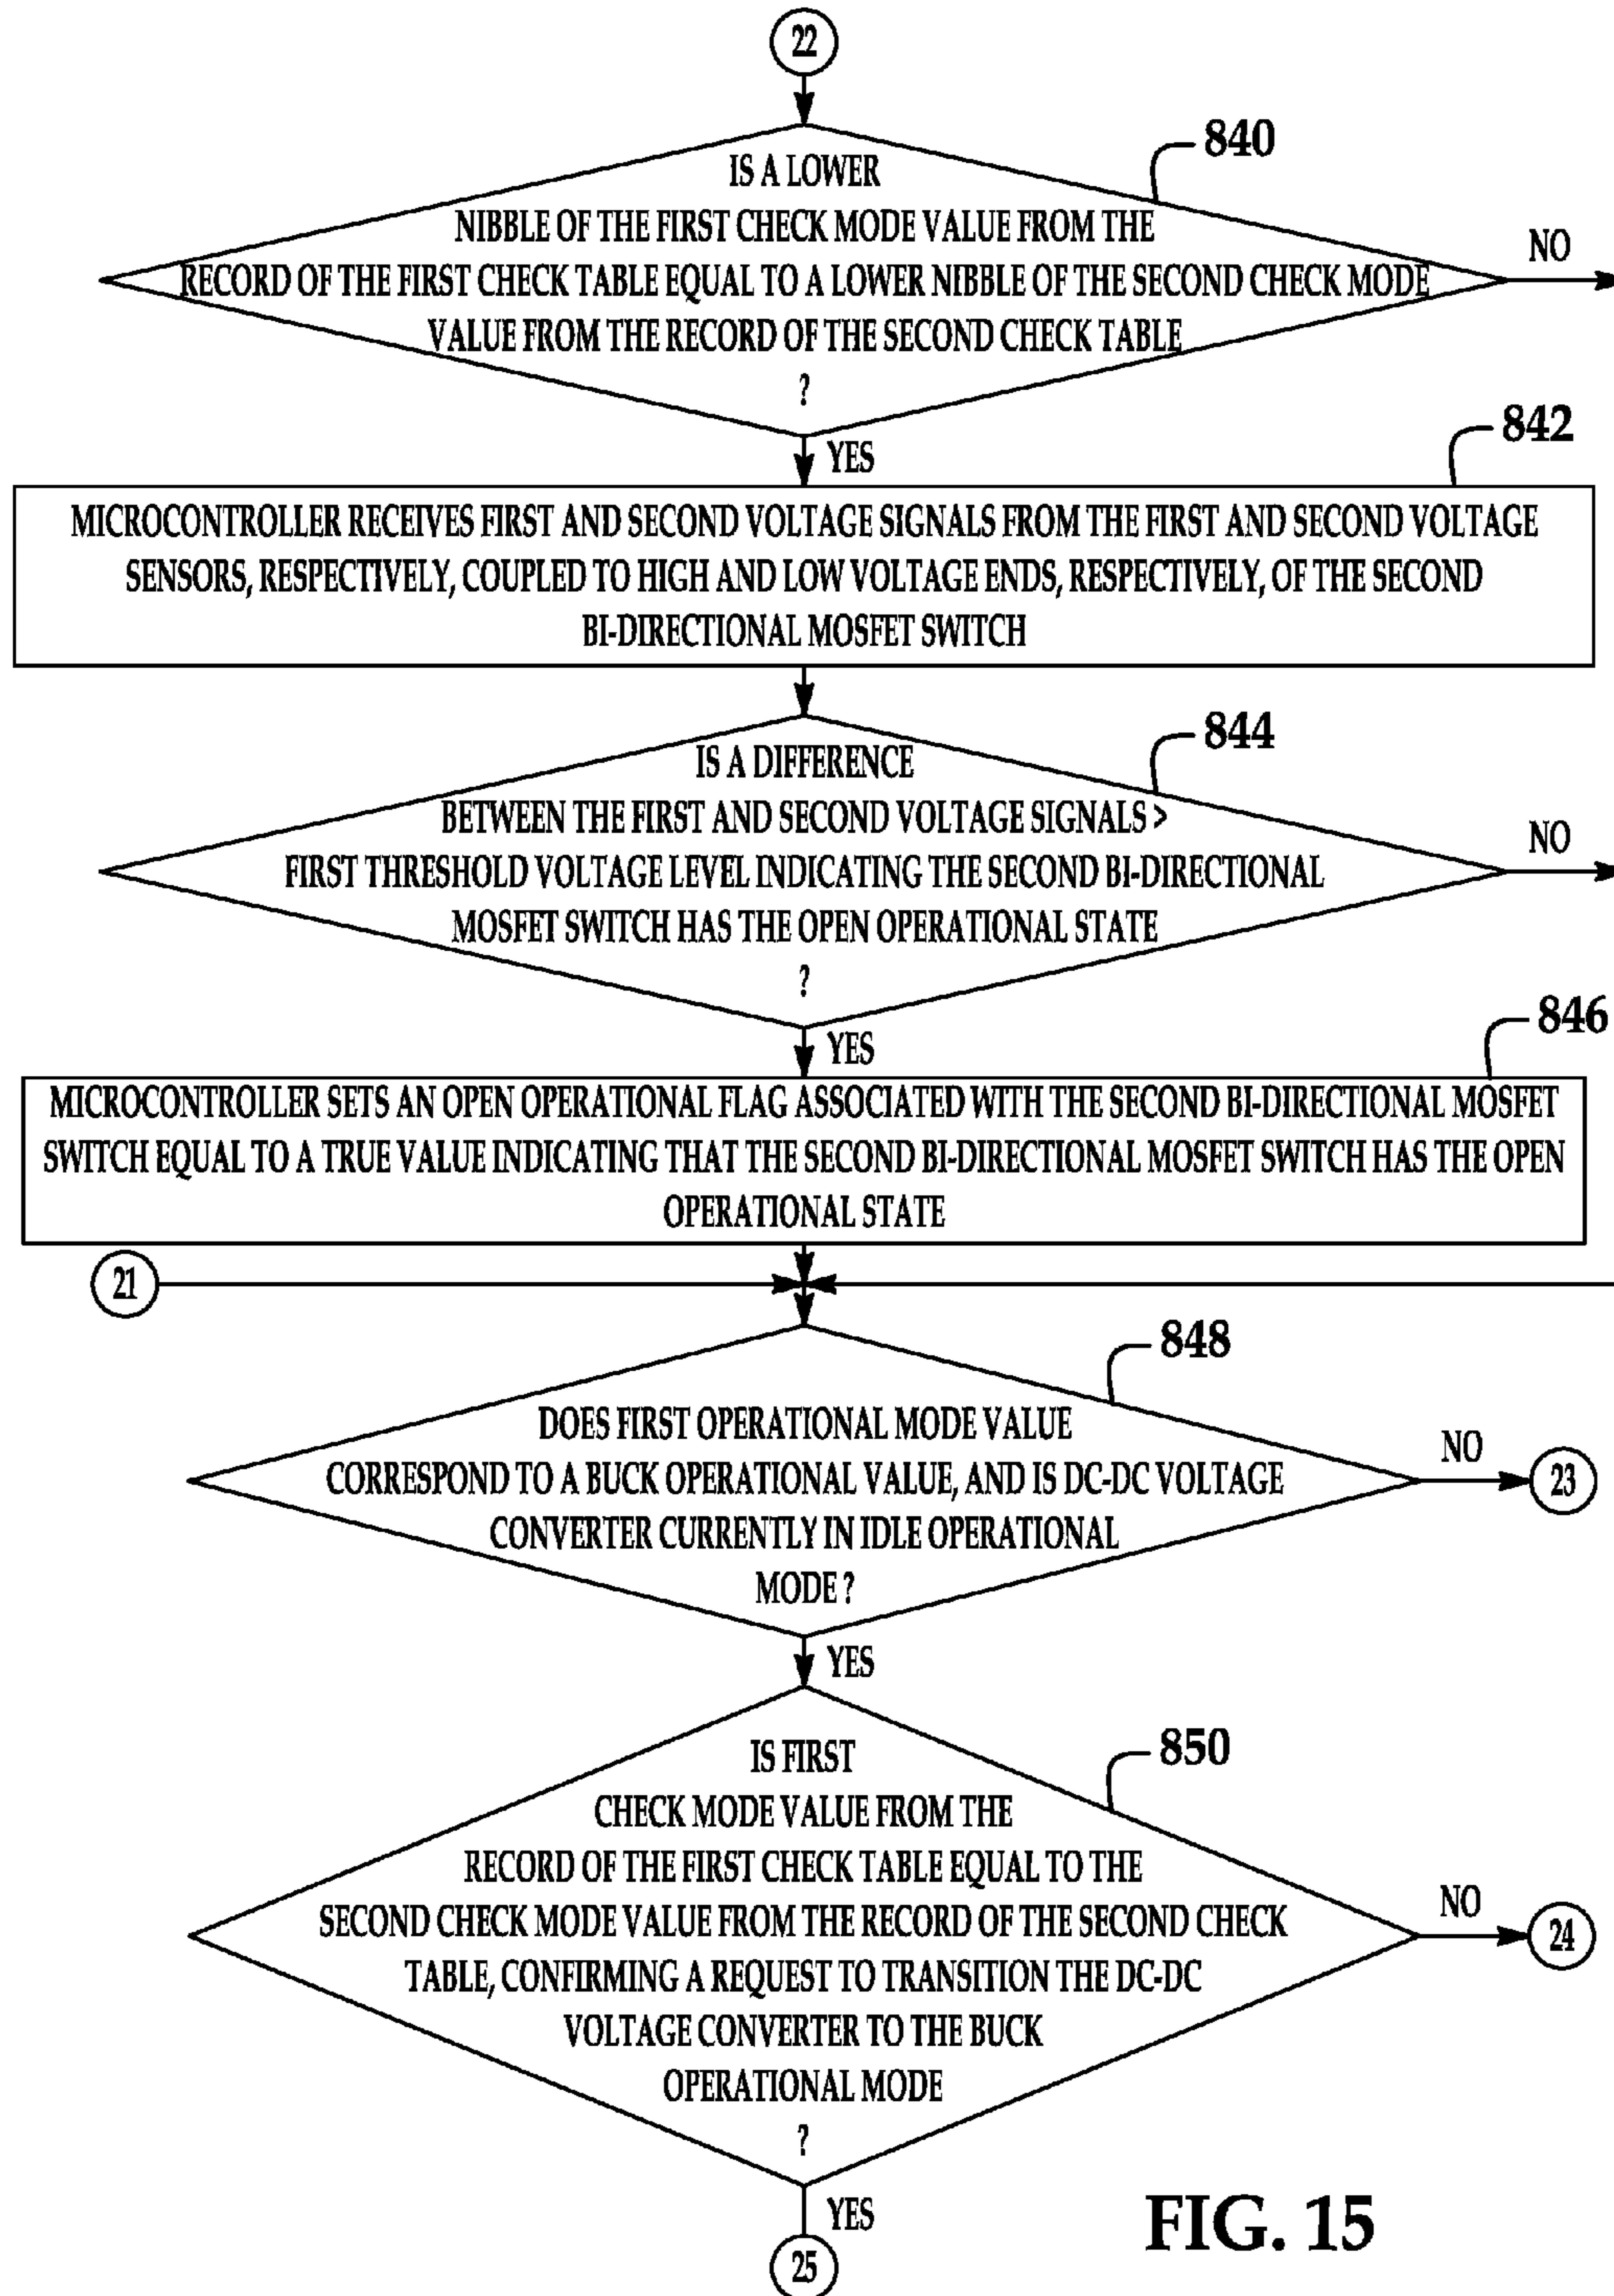 22
840
IS A LOWER
NIBBLE OF THE FIRST CHECK MODE VALUE FROM THE
RECORD OF THE FIRST CHECK TABLE EQUAL TO A LOWER NIBBLE OF THE SECOND CHECK MODE
VALUE FROM THE RECORD OF THE SECOND CHECK TABLE
?
NO
YES
842
MICROCONTROLLER RECEIVES FIRST AND SECOND VOLTAGE SIGNALS FROM THE FIRST AND SECOND VOLTAGE
SENSORS, RESPECTIVELY, COUPLED TO HIGH AND LOW VOLTAGE ENDS, RESPECTIVELY, OF THE SECOND
BI-DIRECTIONAL MOSFET SWITCH
844
IS A DIFFERENCE
BETWEEN THE FIRST AND SECOND VOLTAGE SIGNALS >
FIRST THRESHOLD VOLTAGE LEVEL INDICATING THE SECOND BI-DIRECTIONAL
MOSFET SWITCH HAS THE OPEN OPERATIONAL STATE
?
NO
YES
846
MICROCONTROLLER SETS AN OPEN OPERATIONAL FLAG ASSOCIATED WITH THE SECOND BI-DIRECTIONAL MOSFET
SWITCH EQUAL TO A TRUE VALUE INDICATING THAT THE SECOND BI-DIRECTIONAL MOSFET SWITCH HAS THE OPEN
OPERATIONAL STATE
21
848
DOES FIRST OPERATIONAL MODE VALUE
CORRESPOND TO A BUCK OPERATIONAL VALUE, AND IS DC-DC VOLTAGE
CONVERTER CURRENTLY IN IDLE OPERATIONAL
MODE ?
NO
23
YES
850
IS FIRST
CHECK MODE VALUE FROM THE
RECORD OF THE FIRST CHECK TABLE EQUAL TO THE
SECOND CHECK MODE VALUE FROM THE RECORD OF THE SECOND CHECK
TABLE, CONFIRMING A REQUEST TO TRANSITION THE DC-DC
VOLTAGE CONVERTER TO THE BUCK
OPERATIONAL MODE
?
NO
24
YES
25
FIG. 15